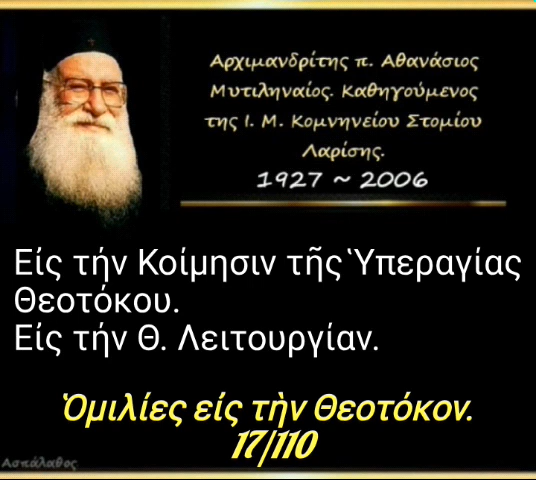 Αρχιμανδρίτης π. Αθανάσιος
Μυτιληναίος. Καθηγούμενος
της Ι. Μ. Κομνηνείου Στομίου
Λαρίσης.
1927 ~ 2006
Είς τήν Κοίμησιν τῆς Ὑπεραγίας
Θεοτόκου.
Είς τήν Θ. Λειτουργίαν.
Ὁμιλίες είς τὴν Θεοτόκον.
17/110
Ασπάλαθος